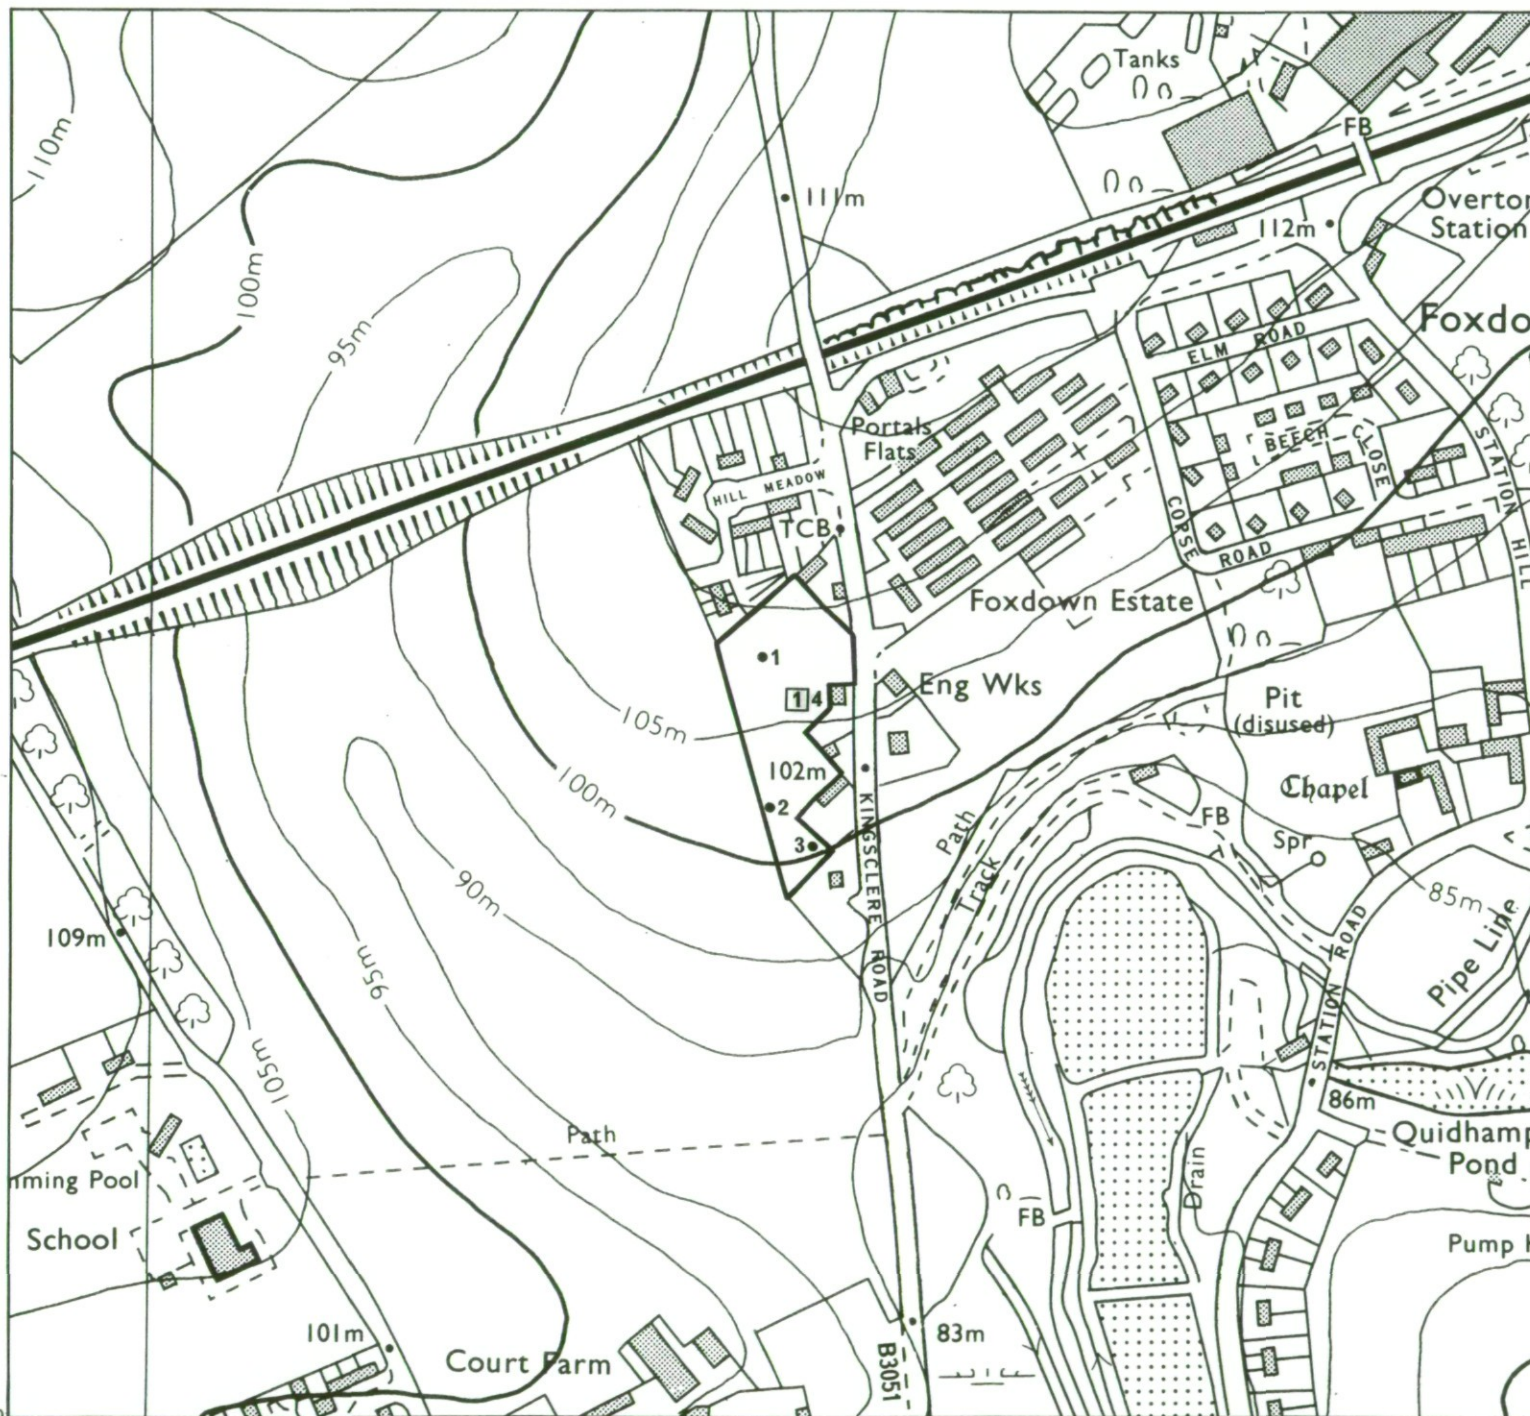 Tanks
110m
FB
111m
Overton
Station
112m
100m
95m
Foxdo
ELM ROAD
Portals
Flats
BEECH CLOSE
STATION HILL
HILL MEADOW
TCB
COPSE ROAD
Foxdown Estate
1
1 4
Eng Wks
Pit
(disused)
105m
102m
100m
2
3
Chapel
KINGSCLERE ROAD
Path
FB
Spr
Track
90m
85m
109m
95m
STATION ROAD
Pipe Line
105m
86m
Path
Quidhamp
Pond
ming Pool
Drain
School
FB
Pump H
101m
83m
Court Farm
B3051